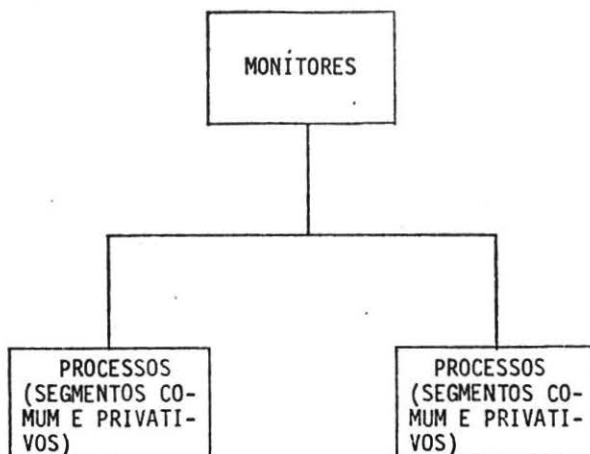 MONÍTORES
PROCESSOS
(SEGMENTOS CO-
MUM E PRIVATI-
VOS)
PROCESSOS
(SEGMENTOS CO-
MUM E PRIVATI-
VOS)